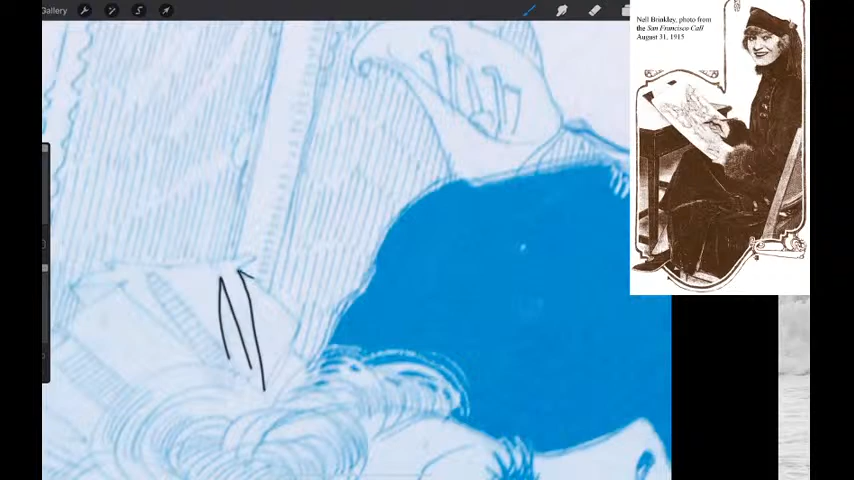 Gallery
Nell Brinkley, photo from
the San Francisco Call
August 31, 1915